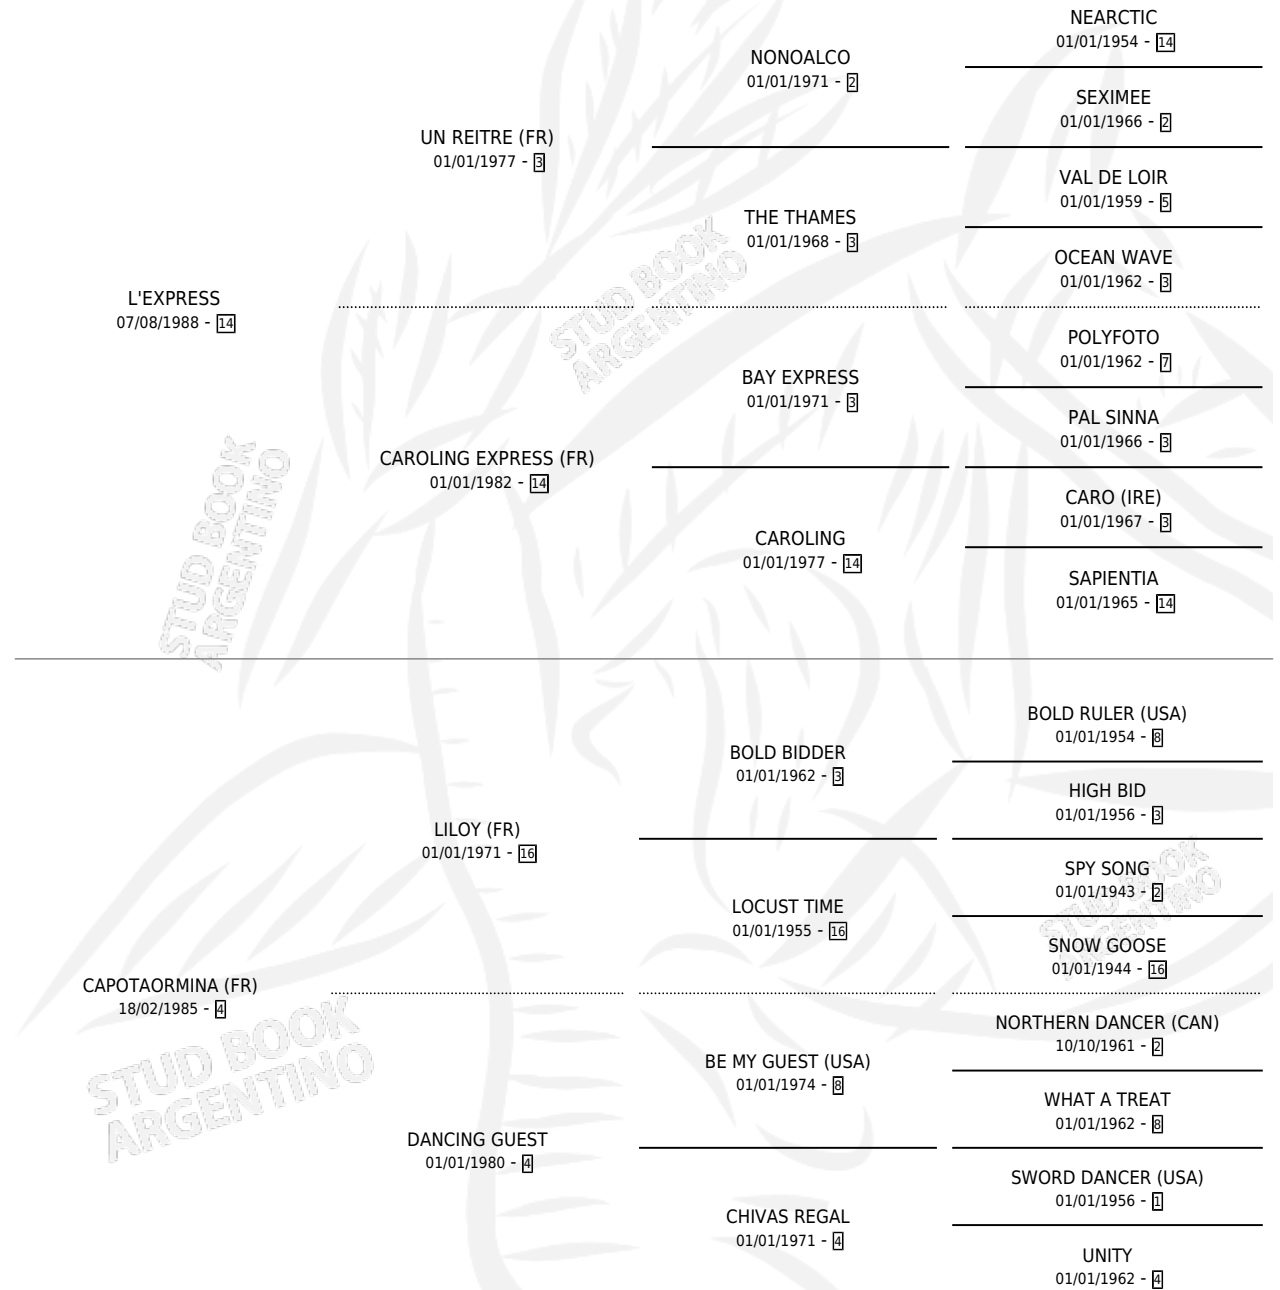 NEARCTIC
01/01/1954 - 14
NONOALCO
01/01/1971 - 2
SEXIMEE
01/01/1966 - 2
UN REITRE (FR)
01/01/1977 - 3
VAL DE LOIR
01/01/1959 - 5
THE THAMES
01/01/1968 - 3
OCEAN WAVE
01/01/1962 - 3
L'EXPRESS
07/08/1988 - 14
POLYFOTO
01/01/1962 - 7
BAY EXPRESS
01/01/1971 - 3
PAL SINNA
01/01/1966 - 3
CAROLING EXPRESS (FR)
01/01/1982 - 14
CARO (IRE)
01/01/1967 - 3
CAROLING
01/01/1977 - 14
SAPIENTIA
01/01/1965 - 14
STUD BOOK
ARGENTINO
STUD BOOK
ARGENTINO
BOLD RULER (USA)
01/01/1954 - 8
BOLD BIDDER
01/01/1962 - 3
HIGH BID
01/01/1956 - 3
LILOY (FR)
01/01/1971 - 16
SPY SONG
01/01/1943 - 2
LOCUST TIME
01/01/1955 - 16
SNOW GOOSE
01/01/1944 - 16
STUD BOOK
ARGENTINO
CAPOTAORMINA (FR)
18/02/1985 - 4
NORTHERN DANCER (CAN)
10/10/1961 - 2
BE MY GUEST (USA)
01/01/1974 - 8
WHAT A TREAT
01/01/1962 - 8
DANCING GUEST
01/01/1980 - 4
SWORD DANCER (USA)
01/01/1956 - 1
CHIVAS REGAL
01/01/1971 - 4
UNITY
01/01/1962 - 4
STUD BOOK
ARGENTINO